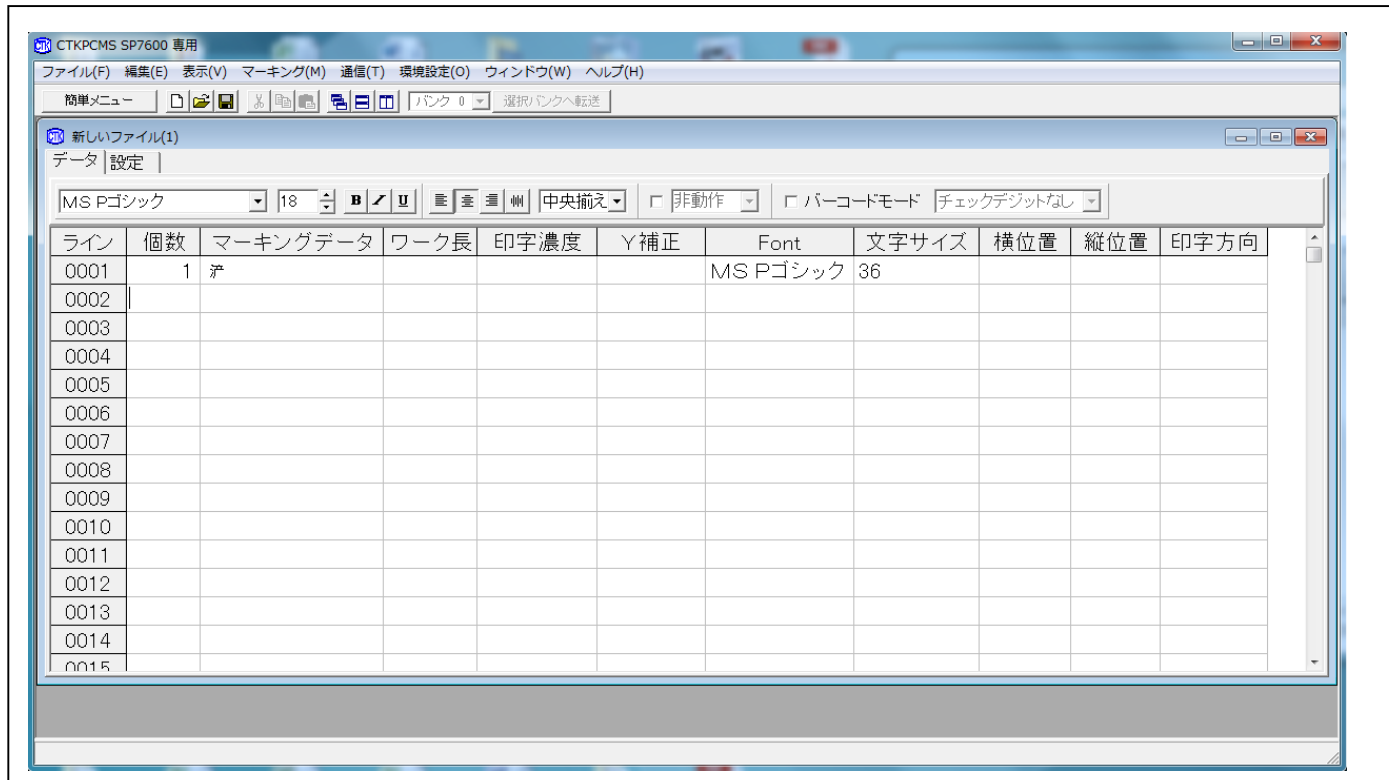 CTKPCMS SP7600 専用
ファイル(F) 編集(E) 表示(V) マーキング(M) 通信(T) 環境設定(O) ウィンドウ(W) ヘルプ(H)
簡単メニュー バンク 0 選択バンクへ転送
新しいファイル(1)
データ 設定
MS Pゴシック 18 B I U 中央揃え 非動作 バーコードモード チェックデジットなし
ライン 個数 マーキングデータ ワーク長 印字濃度 Y補正 Font 文字サイズ 横位置 縦位置 印字方向
0001 1 MS Pゴシック 36
0002
0003
0004
0005
0006
0007
0008
0009
0010
0011
0012
0013
0014
0015